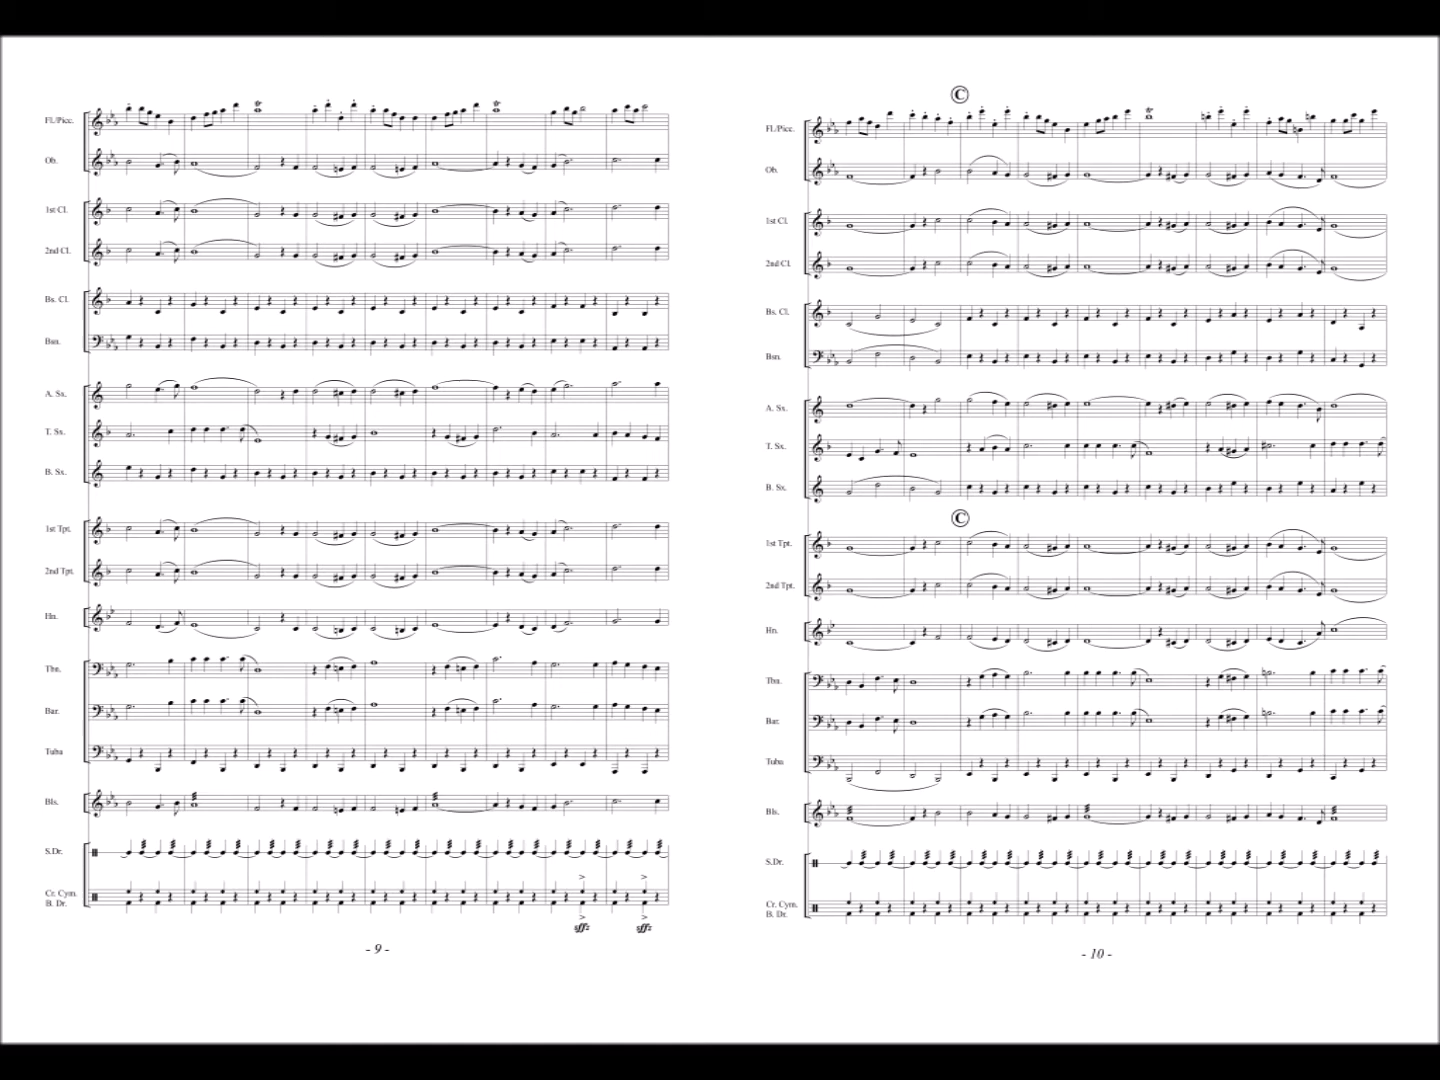 Fl./Picc.
Ob.
1st Cl.
2nd Cl.
Bs. Cl.
Bsn.
A. Sx.
T. Sx.
B. Sx.
1st Tpt.
2nd Tpt.
Hn.
Tbn.
Bar.
Tuba
Bls.
S.Dr.
Cr. Cym.
B. Dr.
sffz sffz
- 9 -
C
Fl./Picc.
Ob.
1st Cl.
2nd Cl.
Bs. Cl.
Bsn.
A. Sx.
T. Sx.
B. Sx.
C
1st Tpt.
2nd Tpt.
Hn.
Tbn.
Bar.
Tuba
Bls.
S.Dr.
Cr. Cym.
B. Dr.
- 10 -